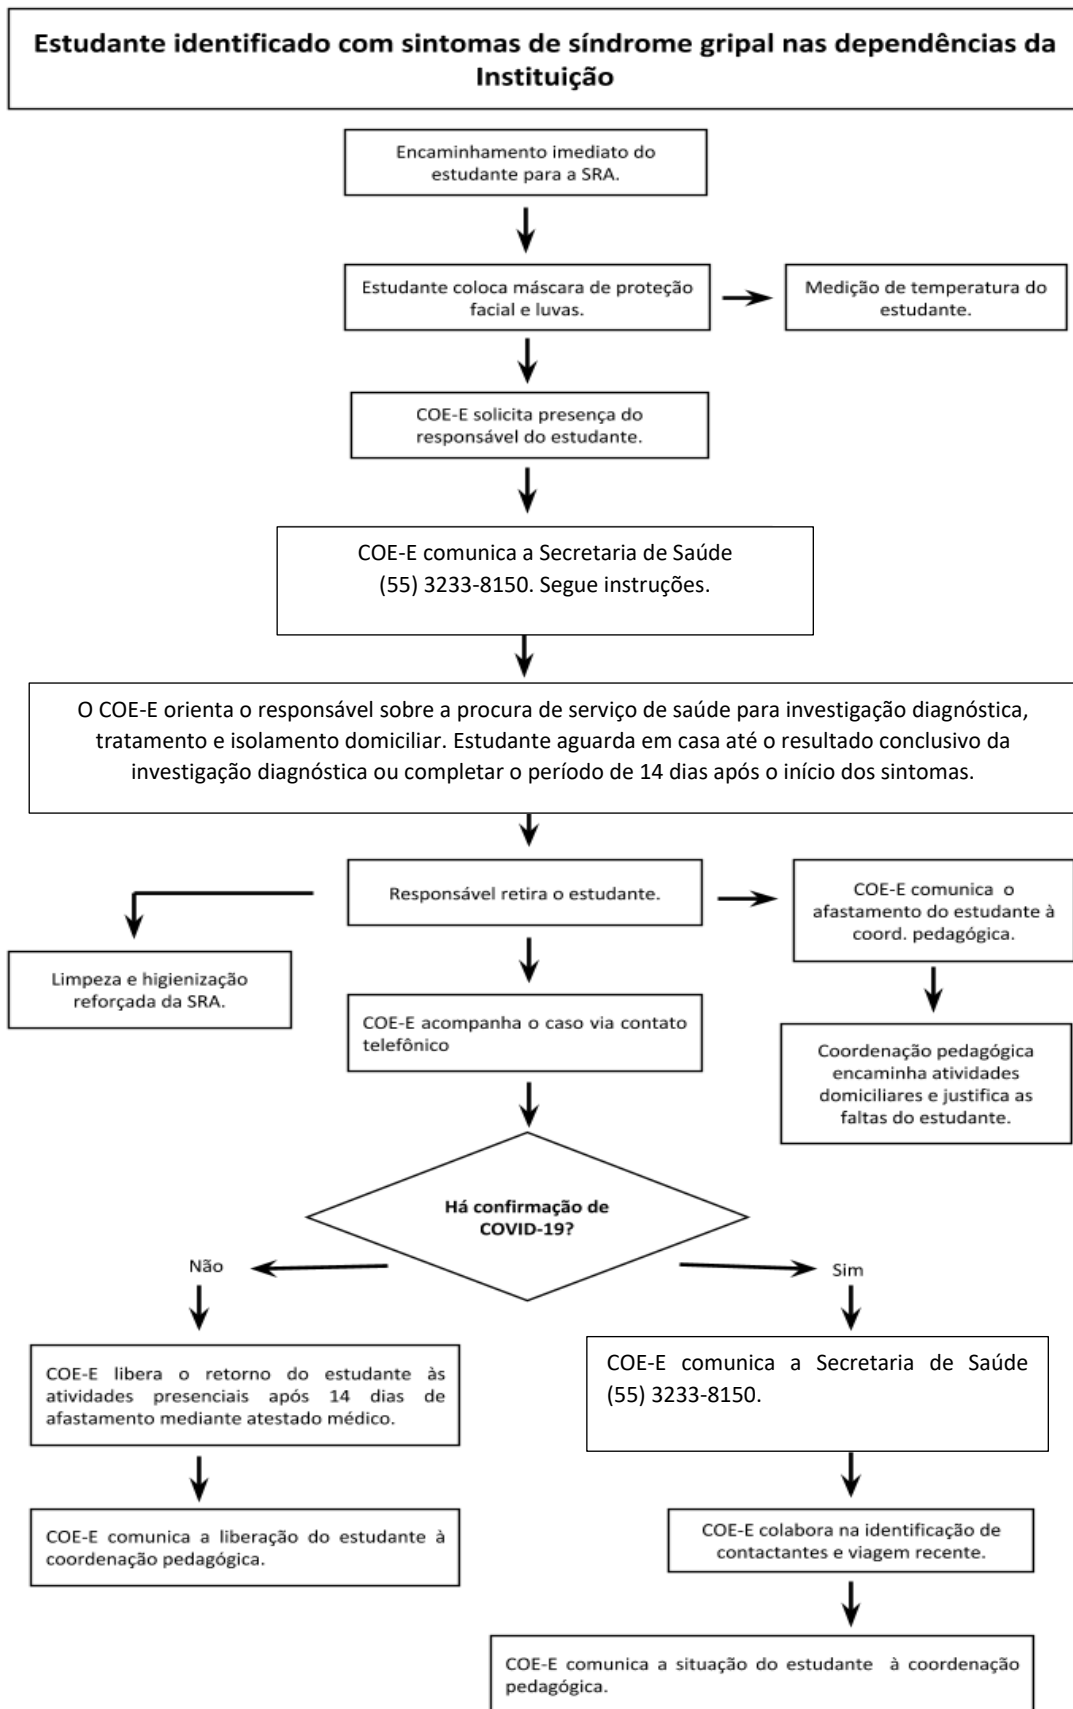 Estudante identificado com sintomas de síndrome gripal nas dependências da
Instituição
Encaminhamento imediato do
estudante para a SRA.
Estudante coloca máscara de proteção
facial e luvas.
Medição de temperatura do
estudante.
COE-E solicita presença do
responsável do estudante.
COE-E comunica a Secretaria de Saúde
(55) 3233-8150. Segue instruções.
O COE-E orienta o responsável sobre a procura de serviço de saúde para investigação diagnóstica,
tratamento e isolamento domiciliar. Estudante aguarda em casa até o resultado conclusivo da
investigação diagnóstica ou completar o período de 14 dias após o início dos sintomas.
Responsável retira o estudante.
COE-E comunica o
afastamento do estudante à
coord. pedagógica.
Limpeza e higienização
reforçada da SRA.
COE-E acompanha o caso via contato
telefônico
Coordenação pedagógica
encaminha atividades
domiciliares e justifica as
faltas do estudante.
Há confirmação de
COVID-19?
Não
Sim
COE-E libera o retorno do estudante às
atividades presenciais após 14 dias de
afastamento mediante atestado médico.
COE-E comunica a Secretaria de Saúde
(55) 3233-8150.
COE-E comunica a liberação do estudante à
coordenação pedagógica.
COE-E colabora na identificação de
contactantes e viagem recente.
COE-E comunica a situação do estudante à coordenação
pedagógica.